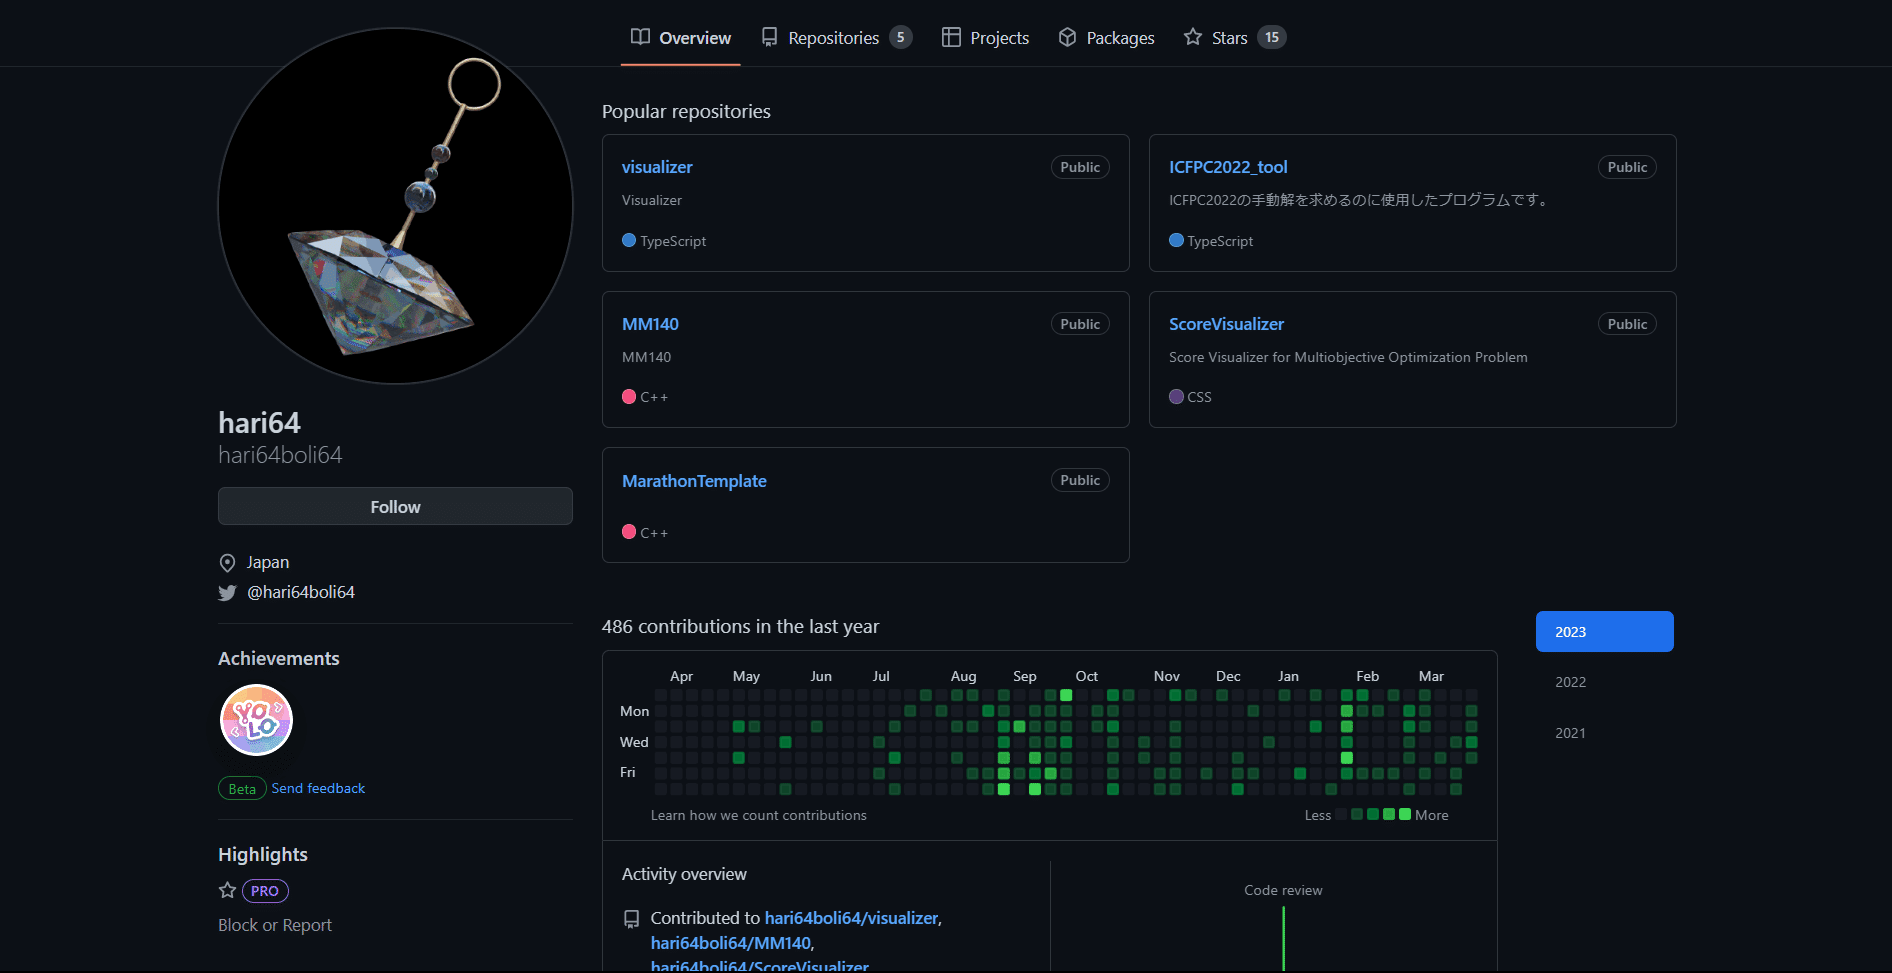 Overview Repositories 5 Projects Packages Stars 15
hari64
hari64boli64
Follow
Japan
@hari64boli64
Achievements
YO
LO
Beta Send feedback
Highlights
PRO
Block or Report
Popular repositories
visualizer Public
Visualizer
TypeScript
ICFPC2022_tool Public
ICFPC2022の手動解を求めるのに使用したプログラムです。
TypeScript
MM140 Public
MM140
C++
ScoreVisualizer Public
Score Visualizer for Multiobjective Optimization Problem
CSS
MarathonTemplate Public
C++
486 contributions in the last year
Apr May Jun Jul Aug Sep Oct Nov Dec Jan Feb Mar
Mon
Wed
Fri
Learn how we count contributions
Less More
2023
2022
2021
Activity overview
Contributed to hari64boli64/visualizer,
hari64boli64/MM140,
hari64boli64/ScoreVisualizer
Code review